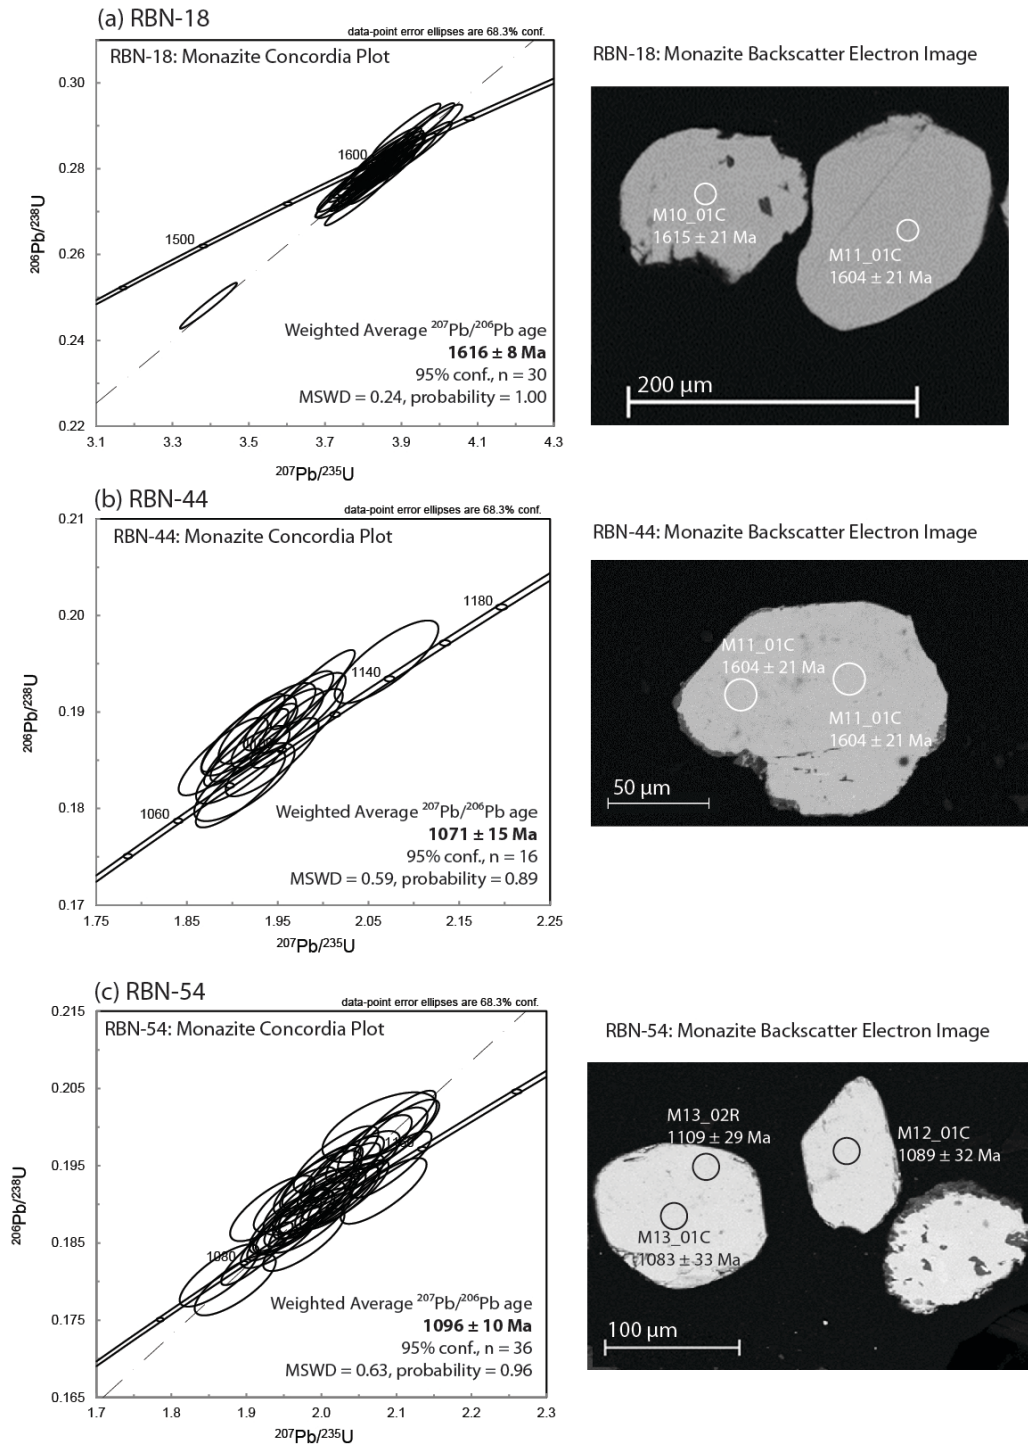 (a) RBN-18
data-point error ellipses are 68.3% conf.
RBN-18: Monazite Concordia Plot
0.30
0.28
0.26
0.24
0.22
206Pb/238U
1600
1500
Weighted Average 207Pb/206Pb age
1616 ± 8 Ma
95% conf., n = 30
MSWD = 0.24, probability = 1.00
3.1 3.3 3.5 3.7 3.9 4.1 4.3
207Pb/235U
RBN-18: Monazite Backscatter Electron Image
M10_01C
1615 ± 21 Ma
M11_01C
1604 ± 21 Ma
200 µm
(b) RBN-44
data-point error ellipses are 68.3% conf.
RBN-44: Monazite Concordia Plot
0.21
0.20
0.19
0.18
0.17
206Pb/238U
1180
1140
1060
Weighted Average 207Pb/206Pb age
1071 ± 15 Ma
95% conf., n = 16
MSWD = 0.59, probability = 0.89
1.75 1.85 1.95 2.05 2.15 2.25
207Pb/235U
RBN-44: Monazite Backscatter Electron Image
M11_01C
1604 ± 21 Ma
M11_01C
1604 ± 21 Ma
50 µm
(c) RBN-54
data-point error ellipses are 68.3% conf.
RBN-54: Monazite Concordia Plot
0.215
0.205
0.195
0.185
0.175
0.165
206Pb/238U
1080
Weighted Average 207Pb/206Pb age
1096 ± 10 Ma
95% conf., n = 36
MSWD = 0.63, probability = 0.96
1.7 1.8 1.9 2.0 2.1 2.2 2.3
207Pb/235U
RBN-54: Monazite Backscatter Electron Image
M13_02R
1109 ± 29 Ma
M12_01C
1089 ± 32 Ma
M13_01C
1083 ± 33 Ma
100 µm